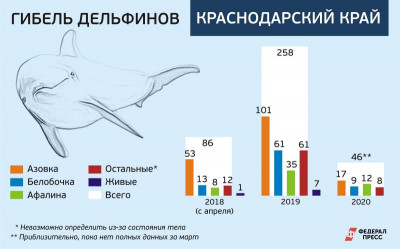 ГИБЕЛЬ ДЕЛЬФИНОВ КРАСНОДАРСКИЙ КРАЙ
258
101
86
61 61
53
46**
35
13 8 12 1
7
17 9 12 8
Азовка Остальные*
Белобочка Живые
Афалина Всего
2018 2019 2020
(с апреля)
* Невозможно определить из-за состояния тела
** Приблизительно, пока нет полных данных за март
ФЕДЕРАЛ
ПРЕСС